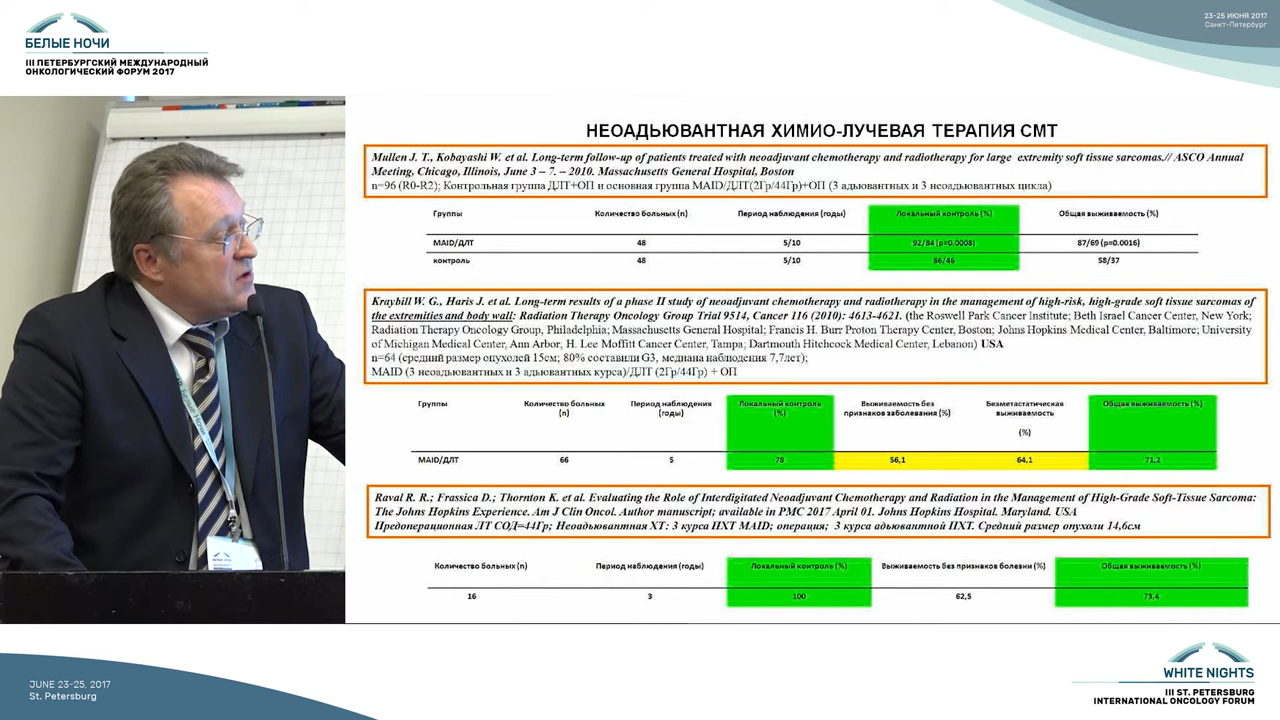 БЕЛЫЕ НОЧИ
III ПЕТЕРБУРГСКИЙ МЕЖДУНАРОДНЫЙ
ОНКОЛОГИЧЕСКИЙ ФОРУМ 2017
23-25 ИЮНЯ 2017
Санкт-Петербург
НЕОАДЬЮВАНТНАЯ ХИМИО-ЛУЧЕВАЯ ТЕРАПИЯ СМТ
Mullen J. T., Kobayashi W. et al. Long-term follow-up of patients treated with neoadjuvant chemotherapy and radiotherapy for large extremity soft tissue sarcomas.// ASCO Annual
Meeting, Chicago, Illinois, June 3 – 7. – 2010. Massachusetts General Hospital, Boston
n=96 (R0-R2); Контрольная группа ДЛТ+ОП и основная группа MAID/ДЛТ(2Гр/44Гр)+ОП (3 адьювантных и 3 неоадьювантных цикла)
Группы Количество больных (n) Период наблюдения (годы) Локальный контроль (%) Общая выживаемость (%)
MAID/ДЛТ 48 5/10 92/84 (p=0.0008) 87/69 (p=0.0016)
контроль 48 5/10 86/46 58/37
Kraybill W. G., Haris J. et al. Long-term results of a phase II study of neoadjuvant chemotherapy and radiotherapy in the management of high-risk, high-grade soft tissue sarcomas of
the extremities and body wall: Radiation Therapy Oncology Group Trial 9514, Cancer 116 (2010): 4613-4621. (the Roswell Park Cancer Institute; Beth Israel Cancer Center, New York;
Radiation Therapy Oncology Group, Philadelphia; Massachusetts General Hospital; Francis H. Burr Proton Therapy Center, Boston; Johns Hopkins Medical Center, Baltimore; University
of Michigan Medical Center, Ann Arbor; H. Lee Moffitt Cancer Center, Tampa; Dartmouth Hitchcock Medical Center, Lebanon) USA
n=64 (средний размер опухолей 15см; 80% составили G3, медиана наблюдения 7,7лет);
MAID (3 неоадьювантных и 3 адьювантных курса)/ДЛТ (2Гр/44Гр) + ОП
Группы Количество больных Период наблюдения Локальный контроль Выживаемость без Безметастатическая Общая выживаемость (%)
(n) (годы) (%) признаков заболевания (%) выживаемость
(%)
MAID/ДЛТ 66 5 78 56,1 64,1 71,2
Raval R. R.; Frassica D.; Thornton K. et al. Evaluating the Role of Interdigitated Neoadjuvant Chemotherapy and Radiation in the Management of High-Grade Soft-Tissue Sarcoma:
The Johns Hopkins Experience. Am J Clin Oncol. Author manuscript; available in PMC 2017 April 01. Johns Hopkins Hospital. Maryland. USA
Предоперационная ЛТ СОД=44Гр; Неоадьювантная ХТ: 3 курса ПХТ MAID; операция; 3 курса адьювантной ПХТ. Средний размер опухоли 14,6см
Количество больных (n) Период наблюдения (годы) Локальный контроль (%) Выживаемость без признаков болезни (%) Общая выживаемость (%)
16 3 100 62,5 73,4
JUNE 23-25, 2017
St. Petersburg
WHITE NIGHTS
III ST. PETERSBURG
INTERNATIONAL ONCOLOGY FORUM